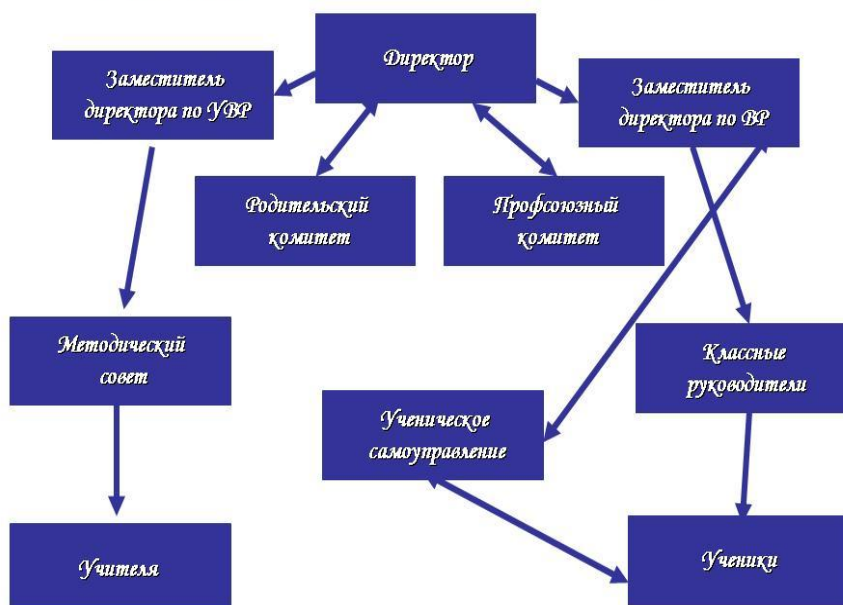 Директор
Заместитель
директора по УВР
Заместитель
директора по ВР
Родительский
комитет
Профсоюзный
комитет
Методический
совет
Классные
руководители
Ученическое
самоуправление
Учителя
Ученики